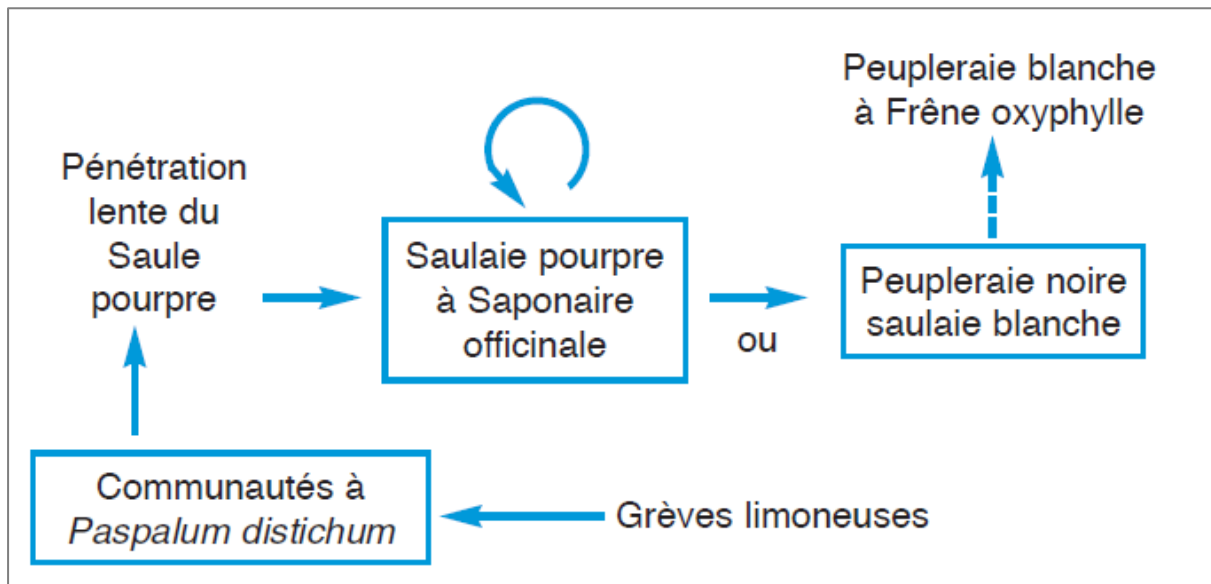 Peupleraie blanche
à Frêne oxyphylle
Pénétration
lente du
Saule
pourpre
Saulaie pourpre
à Saponaire
officinale
ou
Peupleraie noire
saulaie blanche
Communautés à
Paspalum distichum
Grèves limoneuses